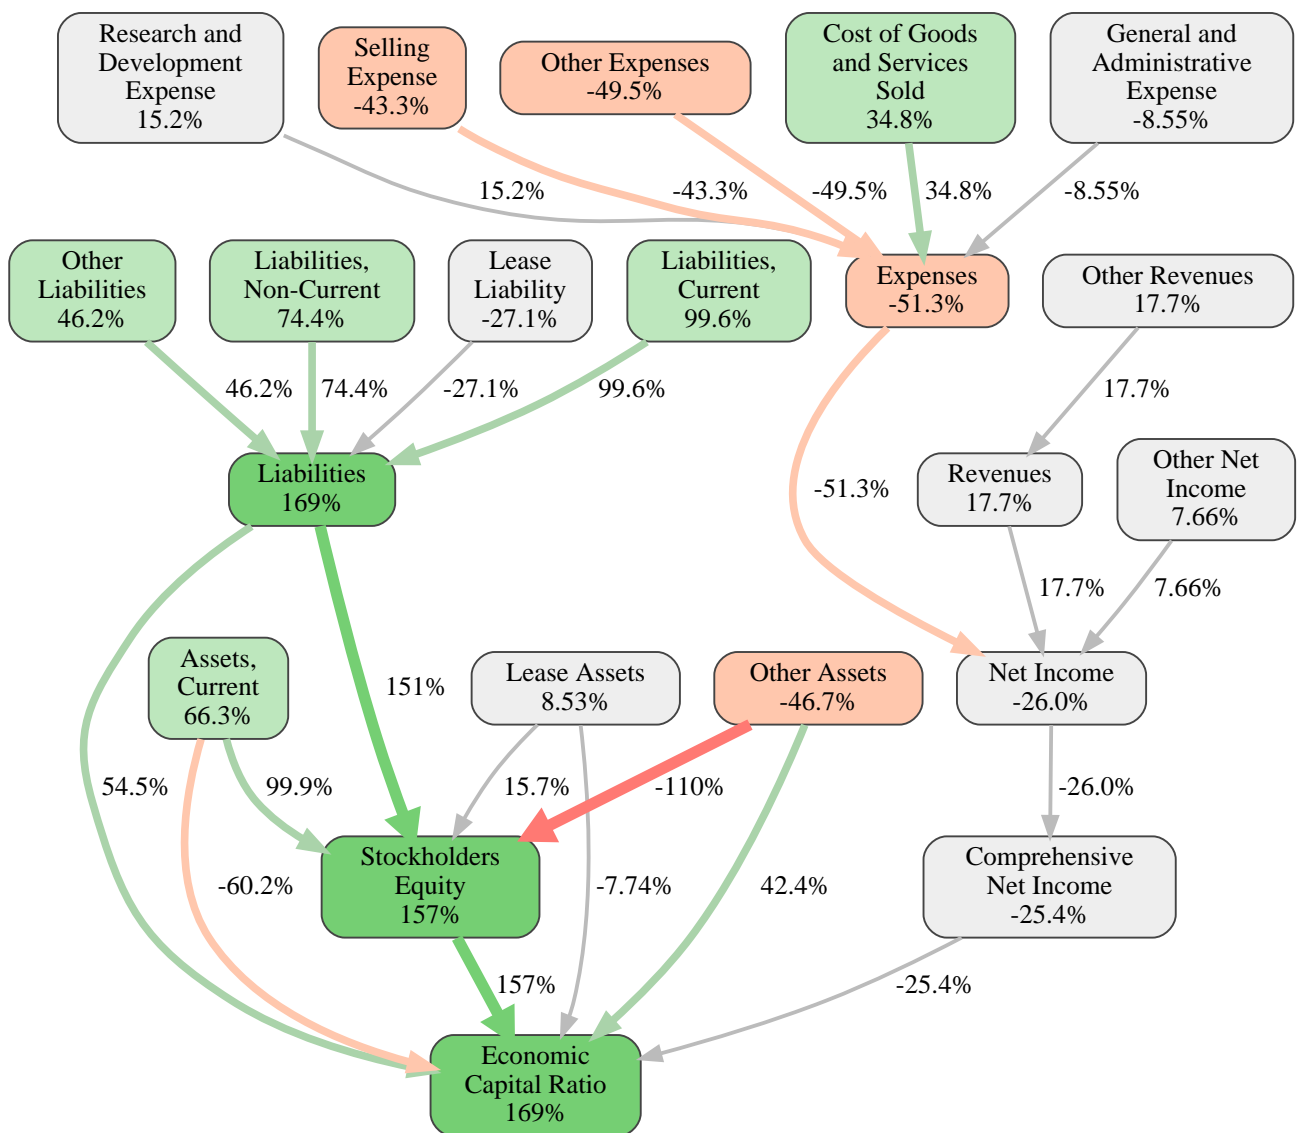 Research and
Development
Expense
15.2%
Selling
Expense
-43.3%
Other Expenses
-49.5%
Cost of Goods
and Services
Sold
34.8%
General and
Administrative
Expense
-8.55%
15.2%
-43.3%
-49.5%
34.8%
-8.55%
Other
Liabilities
46.2%
Liabilities,
Non-Current
74.4%
Lease
Liability
-27.1%
Liabilities,
Current
99.6%
Expenses
-51.3%
Other Revenues
17.7%
46.2%
74.4%
-27.1%
99.6%
17.7%
Liabilities
169%
-51.3%
Revenues
17.7%
Other Net
Income
7.66%
17.7%
7.66%
Assets,
Current
66.3%
151%
Lease Assets
8.53%
Other Assets
-46.7%
Net Income
-26.0%
54.5%
99.9%
15.7%
-110%
-26.0%
-60.2%
Stockholders
Equity
157%
-7.74%
42.4%
Comprehensive
Net Income
-25.4%
157%
-25.4%
Economic
Capital Ratio
169%